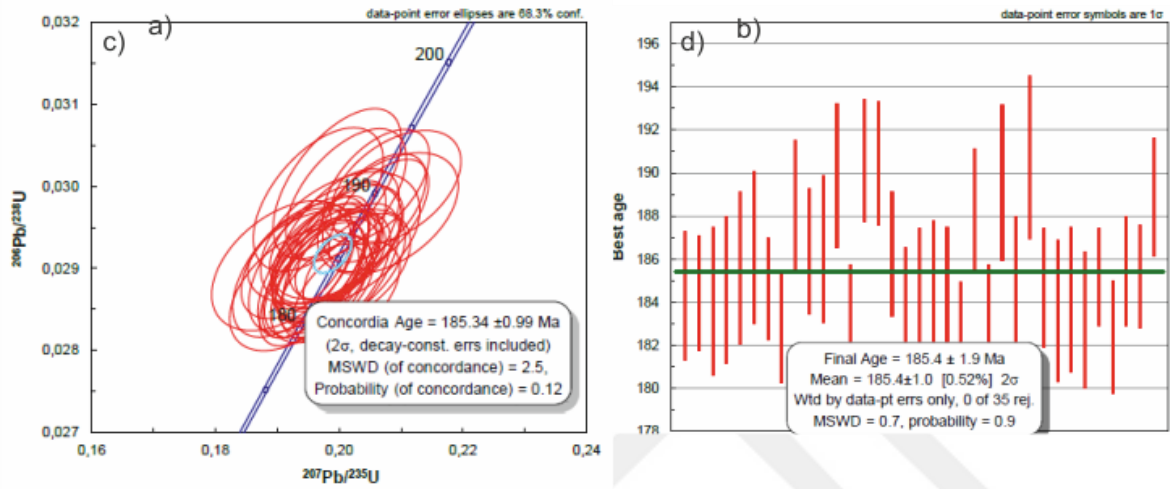 data-point error ellipses are 68.3% conf.
c)
a)
0,032
0,031
0,030
0,029
0,028
0,027
206Pb/238U
200
190
180
Concordia Age = 185.34 ±0.99 Ma
(2σ, decay-const. errs included)
MSWD (of concordance) = 2.5,
Probability (of concordance) = 0.12
0,16
0,18
0,20
0,22
0,24
207Pb/235U
data-point error symbols are 1σ
d)
b)
196
194
192
190
188
186
184
182
180
178
Best age
Final Age = 185.4 ± 1.9 Ma
Mean = 185.4±1.0 [0.52%] 2σ
Wtd by data-pt errs only, 0 of 35 rej.
MSWD = 0.7, probability = 0.9